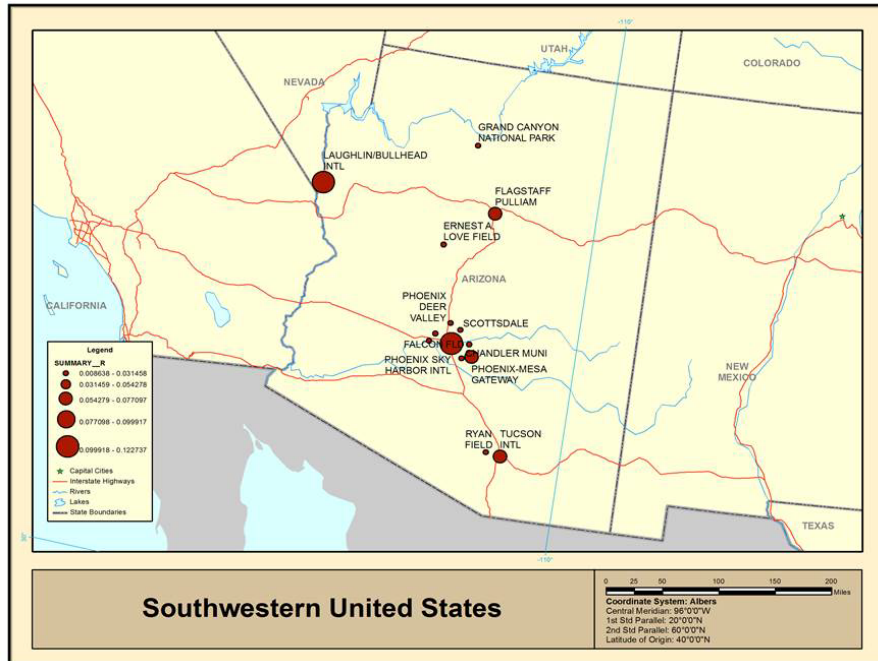 -110°
UTAH
COLORADO
NEVADA
GRAND CANYON
NATIONAL PARK
LAUGHLIN/BULLHEAD
INTL
FLAGSTAFF
PULLIAM
ERNEST A.
LOVE FIELD
ARIZONA
CALIFORNIA
PHOENIX
DEER
VALLEY
SCOTTSDALE
FALCON FLD
CHANDLER MUNI
PHOENIX SKY
HARBOR INTL
PHOENIX-MESA
GATEWAY
NEW
MEXICO
RYAN
FIELD
TUCSON
INTL
TEXAS
Legend
SUMMARY__R
0.008638 - 0.031458
0.031459 - 0.054278
0.054279 - 0.077097
0.077098 - 0.099917
0.099918 - 0.122737
Capital Cities
Interstate Highways
Rivers
Lakes
State Boundaries
30°
-110°
Southwestern United States
0 25 50 100 150 200
Miles
Coordinate System: Albers
Central Meridian: 96°0'0"W
1st Std Parallel: 20°0'0"N
2nd Std Parallel: 60°0'0"N
Latitude of Origin: 40°0'0"N